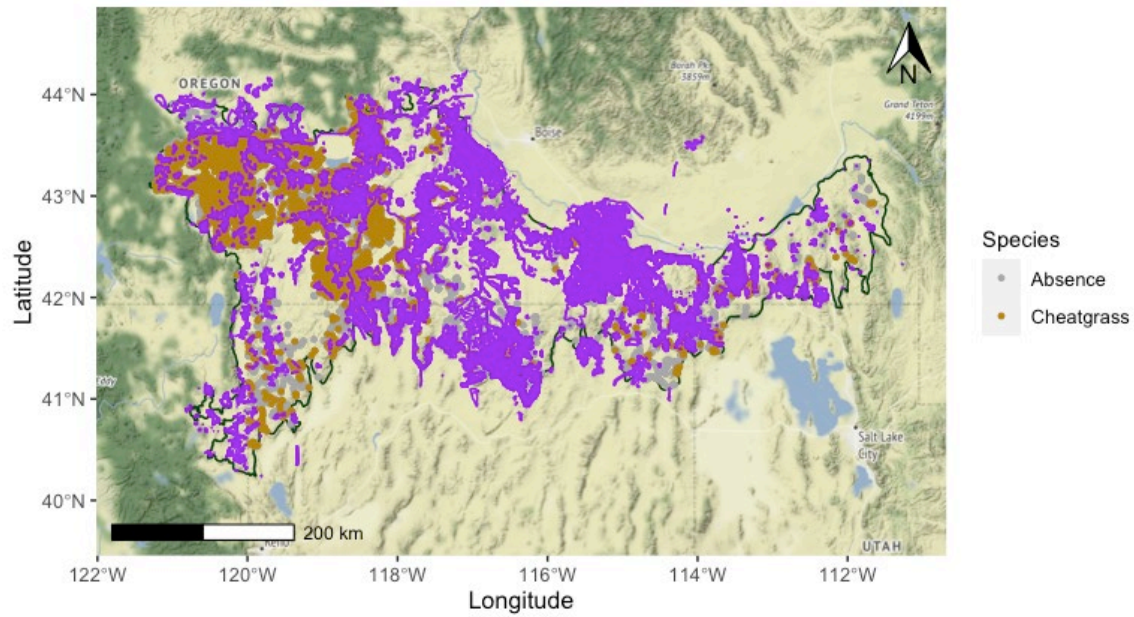 OREGON
Borah Pk.
3859m
N
Grand Teton
4199m
Boise
44°N
43°N
42°N
41°N
40°N
Latitude
Eddy
Salt Lake
City
200 km
Reno
UTAH
122°W
120°W
118°W
116°W
114°W
112°W
Longitude
Species
Absence
Cheatgrass